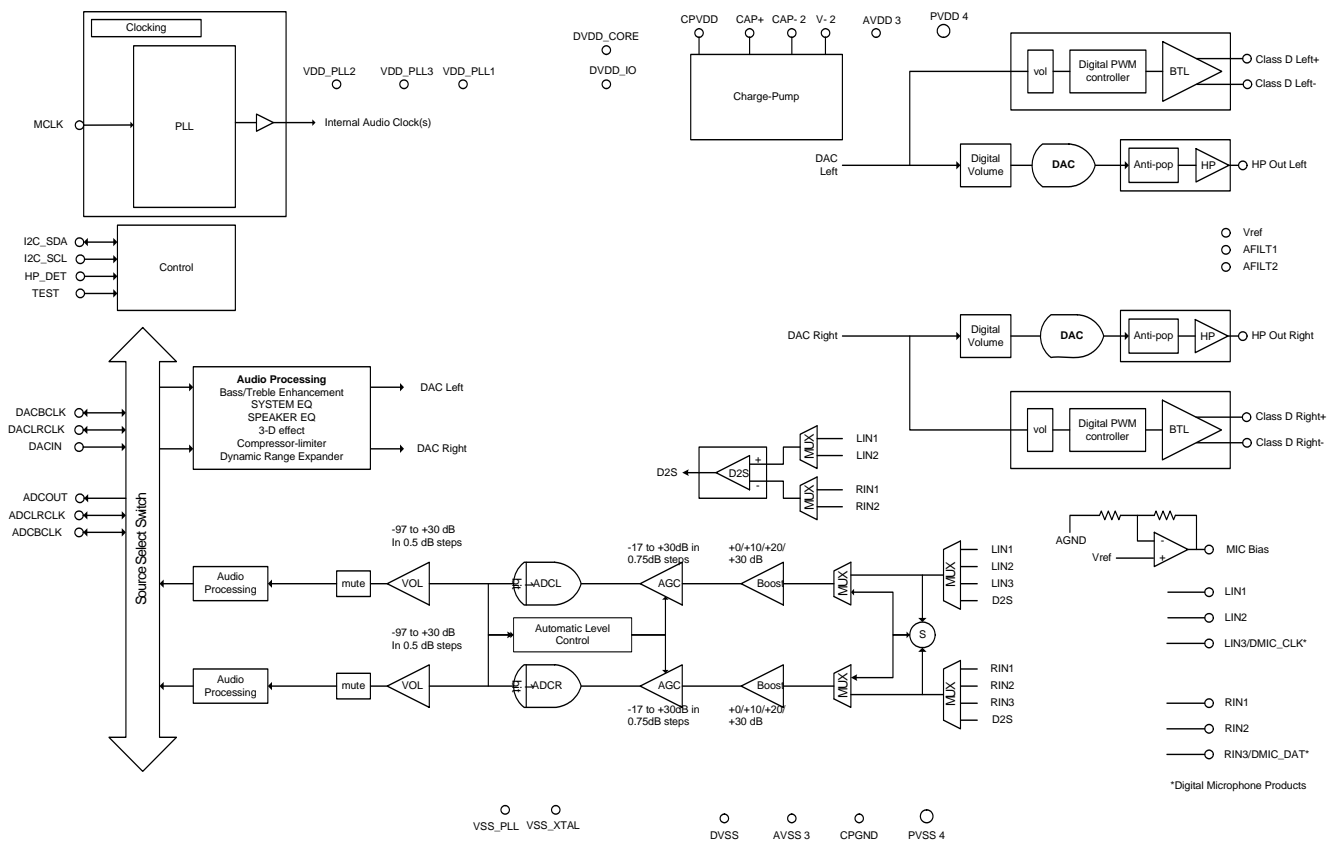 Clocking
PLL
MCLK
Internal Audio Clock(s)
VDD_PLL2
VDD_PLL3
VDD_PLL1
DVDD_CORE
DVDD_IO
CPVDD
CAP+
CAP- 2
V- 2
AVDD 3
PVDD 4
Charge-Pump
vol
Digital PWM
controller
BTL
Class D Left+
Class D Left-
DAC
Left
Digital
Volume
DAC
Anti-pop
HP
HP Out Left
I2C_SDA
I2C_SCL
HP_DET
TEST
Control
Vref
AFILT1
AFILT2
DAC Right
Digital
Volume
DAC
Anti-pop
HP
HP Out Right
vol
Digital PWM
controller
BTL
Class D Right+
Class D Right-
Audio Processing
Bass/Treble Enhancement
SYSTEM EQ
SPEAKER EQ
3-D effect
Compressor-limiter
Dynamic Range Expander
DAC Left
DAC Right
DACBCLK
DACLRCLK
DACIN
ADCOUT
ADCLRCLK
ADCBCLK
Source Select Switch
D2S
D2S
+
-
MUX
LIN1
LIN2
MUX
RIN1
RIN2
AGND
Vref
-
+
MIC Bias
-97 to +30 dB
In 0.5 dB steps
-17 to +30dB in
0.75dB steps
+0/+10/+20/
+30 dB
Audio
Processing
mute
VOL
ADCL
AGC
Boost
MUX
MUX
LIN1
LIN2
LIN3
D2S
-97 to +30 dB
In 0.5 dB steps
Automatic Level
Control
S
Audio
Processing
mute
VOL
ADCR
AGC
Boost
MUX
MUX
RIN1
RIN2
RIN3
D2S
-17 to +30dB in
0.75dB steps
+0/+10/+20/
+30 dB
LIN1
LIN2
LIN3/DMIC_CLK*
RIN1
RIN2
RIN3/DMIC_DAT*
*Digital Microphone Products
VSS_PLL
VSS_XTAL
DVSS
AVSS 3
CPGND
PVSS 4